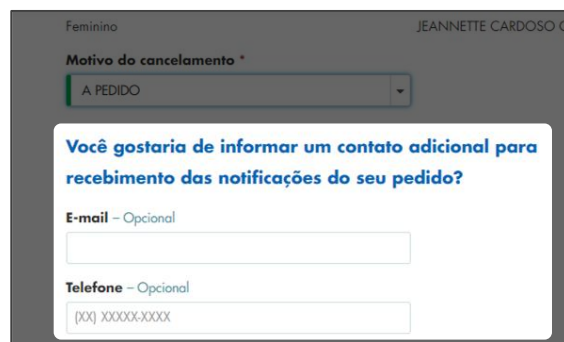 Feminino JEANNETTE CARDOSO
Motivo do cancelamento *
A PEDIDO
Você gostaria de informar um contato adicional para
recebimento das notificações do seu pedido?
E-mail – Opcional
Telefone – Opcional
(XX) XXXXX-XXXX